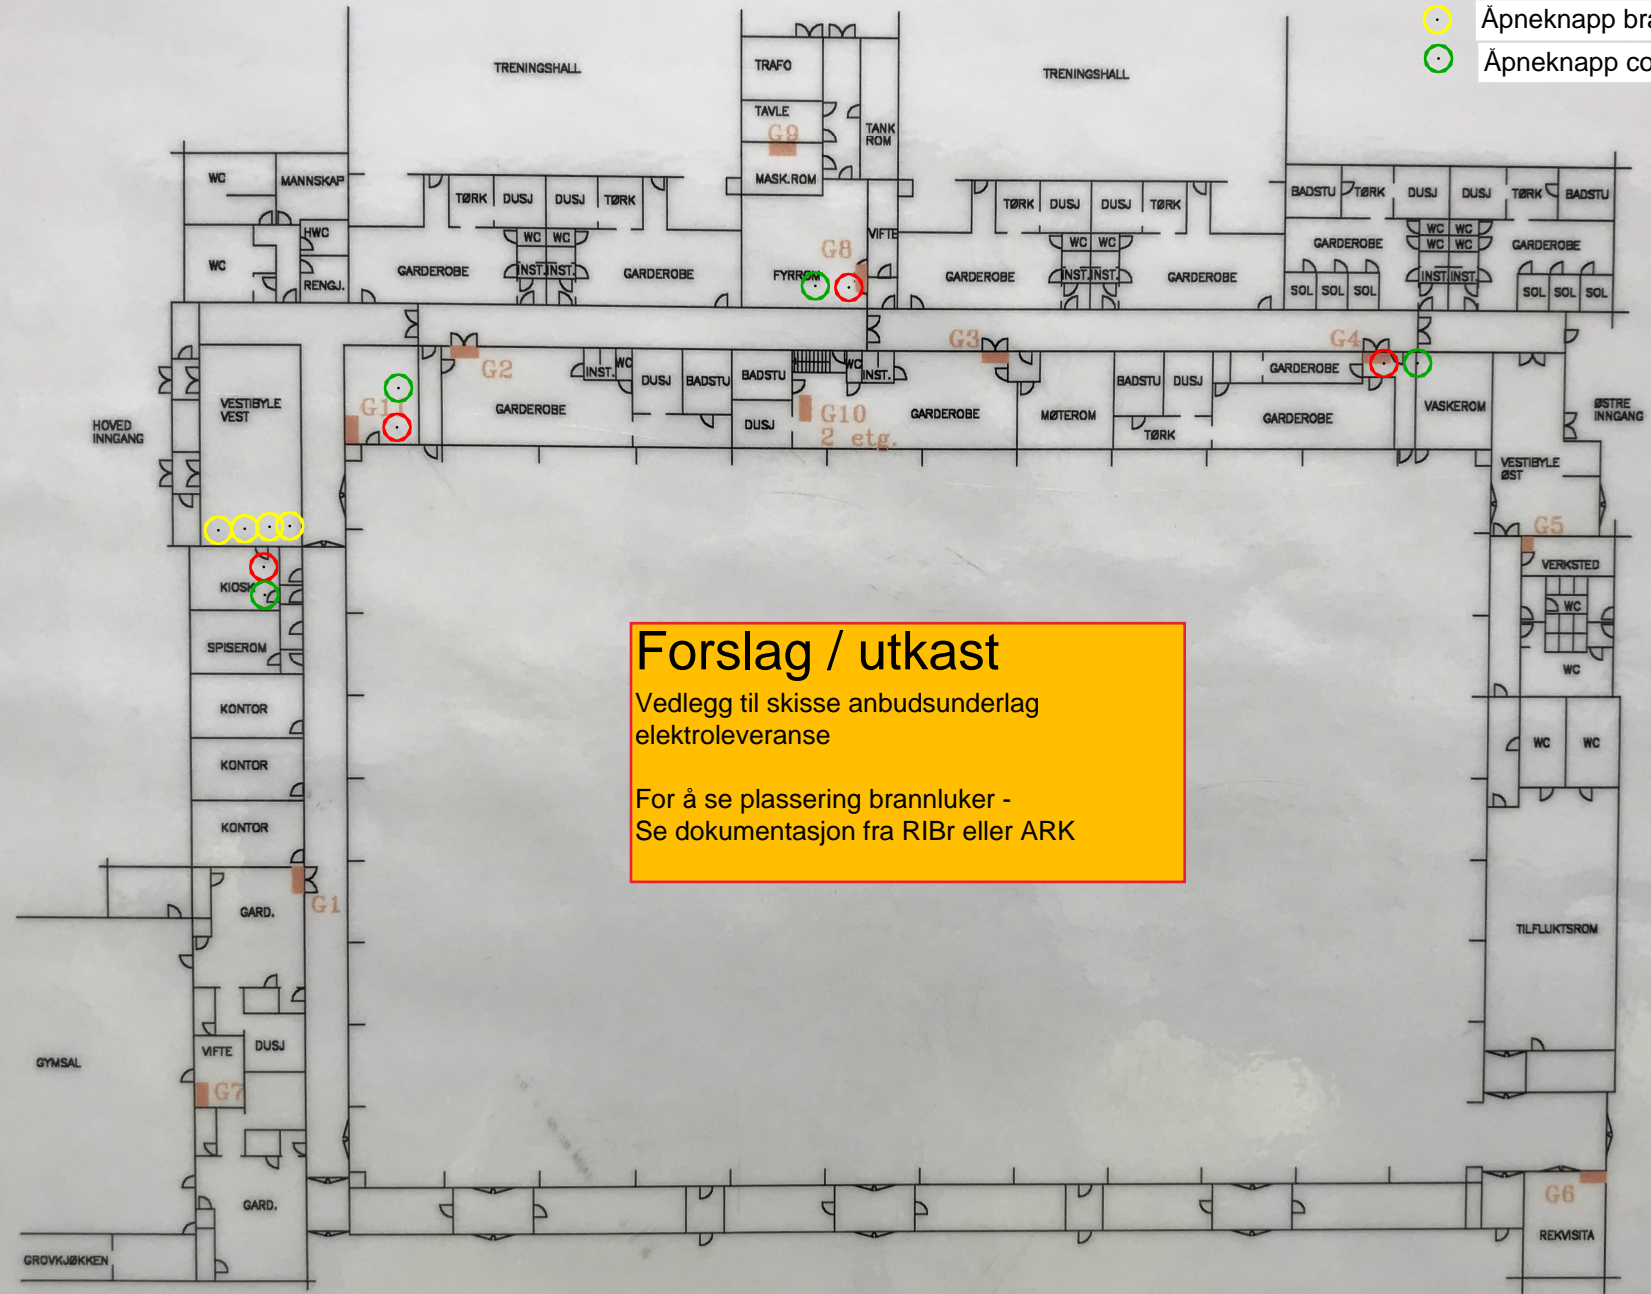 Åpneknapp bra
Åpneknapp co
TRENINGSHALL
TRAFO
TRENINGSHALL
TAVLE
G9
TANK
ROM
MASK.ROM
WC
MANNSKAP
TØRK DUSJ DUSJ TØRK
TØRK DUSJ DUSJ TØRK
BADSTU TØRK DUSJ DUSJ TØRK BADSTU
HWC
WC WC
VIFTE
WC WC
WC WC
WC WC
WC
RENGJ.
GARDEROBE
INST. INST.
GARDEROBE
FYRROM
G8
GARDEROBE
INST. INST.
GARDEROBE
GARDEROBE
INST. INST.
GARDEROBE
SOL SOL SOL
SOL SOL SOL
G2
G3
G4
VESTIBYLE
VEST
HOVED
INNGANG
G11
GARDEROBE
INST.
WC
DUSJ
BADSTU
BADSTU
DUSJ
WC
INST.
G10
2 etg.
GARDEROBE
MØTEROM
BADSTU
DUSJ
TØRK
GARDEROBE
GARDEROBE
VASKEROM
ØSTRE
INNGANG
VESTIBYLE
ØST
G5
VERKSTED
WC
WC
WC
WC
KIOSK
SPISEROM
KONTOR
KONTOR
KONTOR
Forslag / utkast
Vedlegg til skisse anbudsunderlag
elektroleveranse
For å se plassering brannluker -
Se dokumentasjon fra RIBr eller ARK
G1
GARD.
TILFLUKTSROM
GYMSAL
VIFTE
DUSJ
G7
GARD.
GROVKJØKKEN
G6
REKVISITA